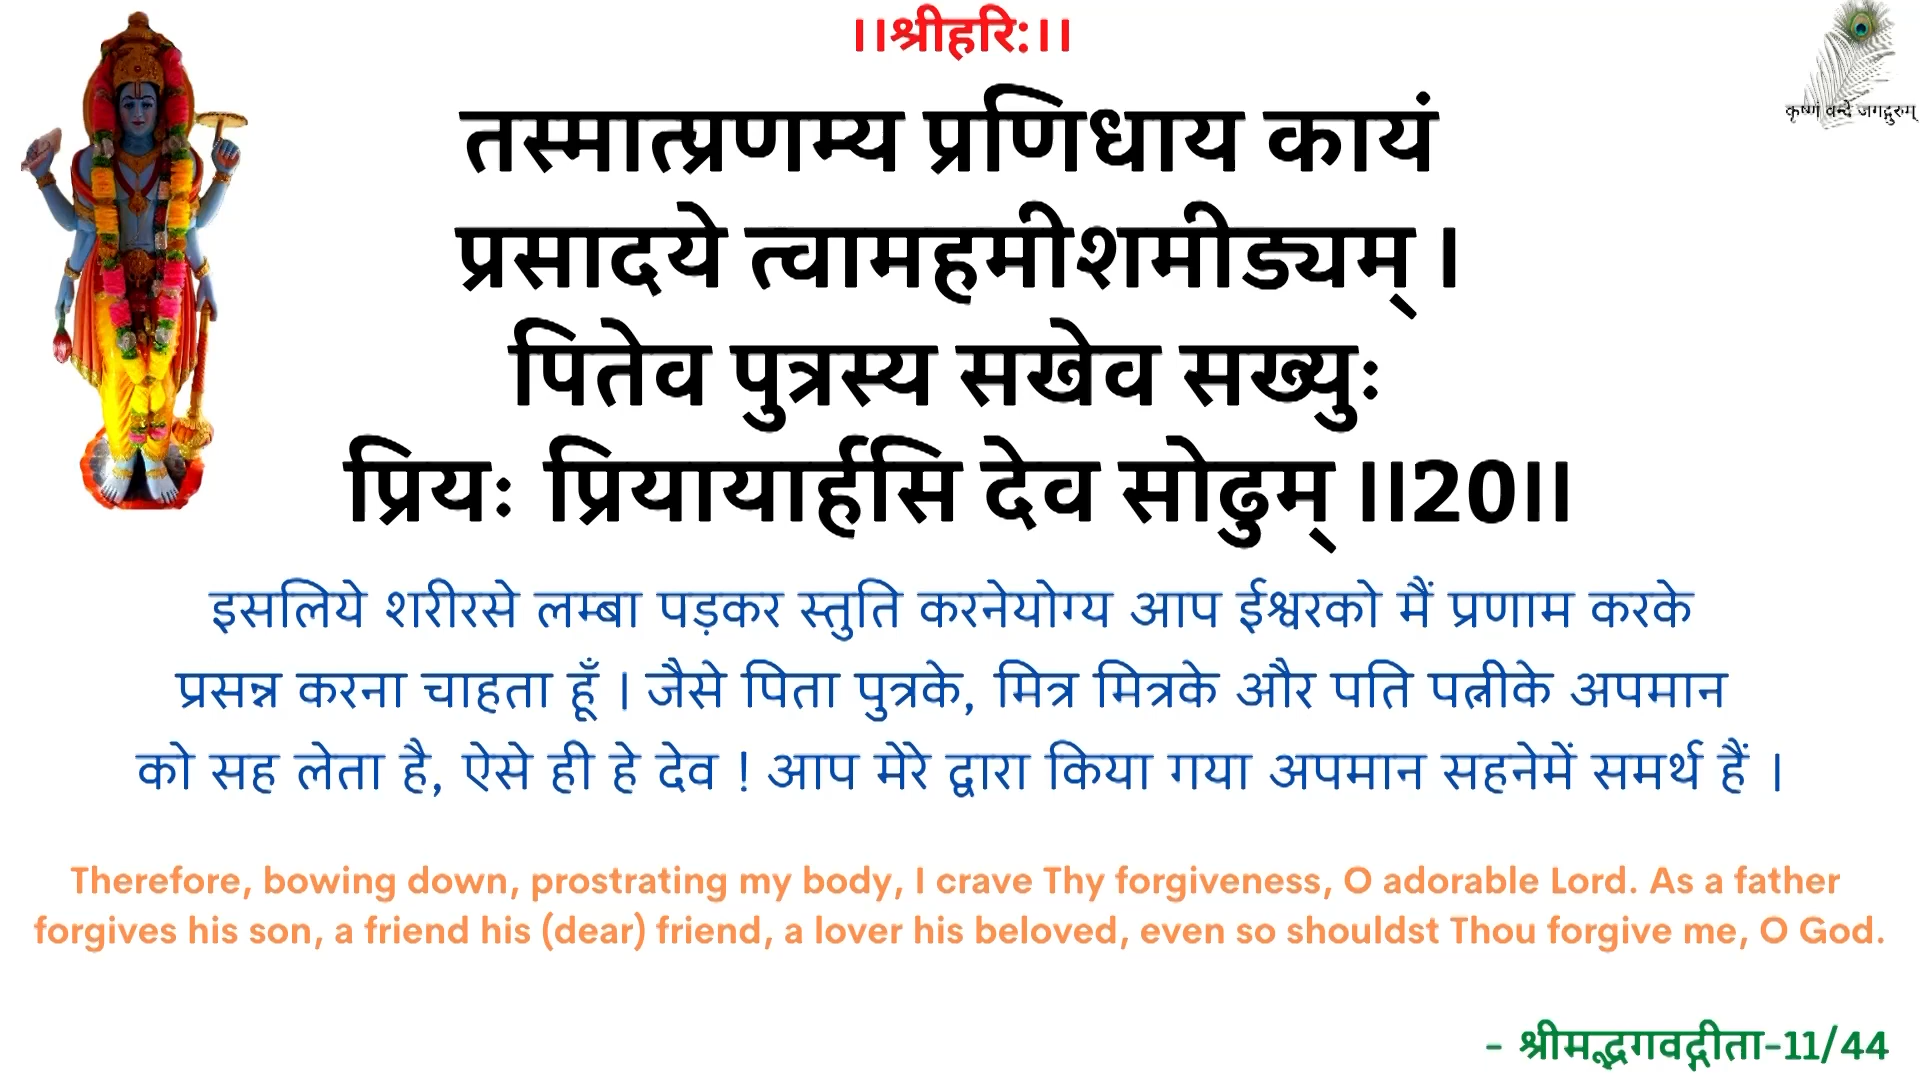 ।।श्रीहरि:।।
कृष्णं वन्दे जगद्गुरुम्
तस्मात्प्रणम्य प्रणिधाय कायं
प्रसादये त्वामहमीशमीड्यम् ।
पितेव पुत्रस्य सखेव सख्युः
प्रियः प्रियायार्हसि देव सोढुम् ।।20।।
इसलिये शरीरसे लम्बा पड़कर स्तुति करनेयोग्य आप ईश्वरको मैं प्रणाम करके
प्रसन्न करना चाहता हूँ । जैसे पिता पुत्रके, मित्र मित्रके और पति पत्नीके अपमान
को सह लेता है, ऐसे ही हे देव ! आप मेरे द्वारा किया गया अपमान सहनेमें समर्थ हैं ।
Therefore, bowing down, prostrating my body, I crave Thy forgiveness, O adorable Lord. As a father
forgives his son, a friend his (dear) friend, a lover his beloved, even so shouldst Thou forgive me, O God.
- श्रीमद्भगवद्गीता-11/44